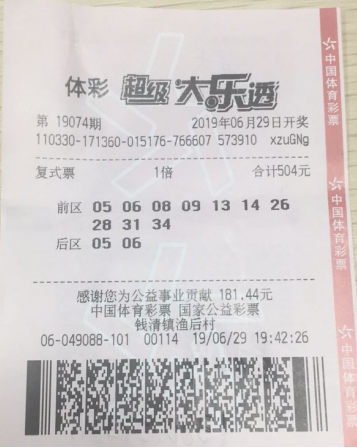 体彩 超级大乐透
第 19074期 2019年06月29日开奖
110330-171360-015176-766607 573910 xzuGNg
复式票 1倍 合计504元
前区 05 06 08 09 13 14 26
28 31 34
后区 05 06
感谢您为公益事业贡献 181.44元
中国体育彩票 国家公益彩票
钱清镇渔后村
06-049088-101 00114 19/06/29 19:42:26
中国体育彩票
中国体育彩票
中国体育彩票